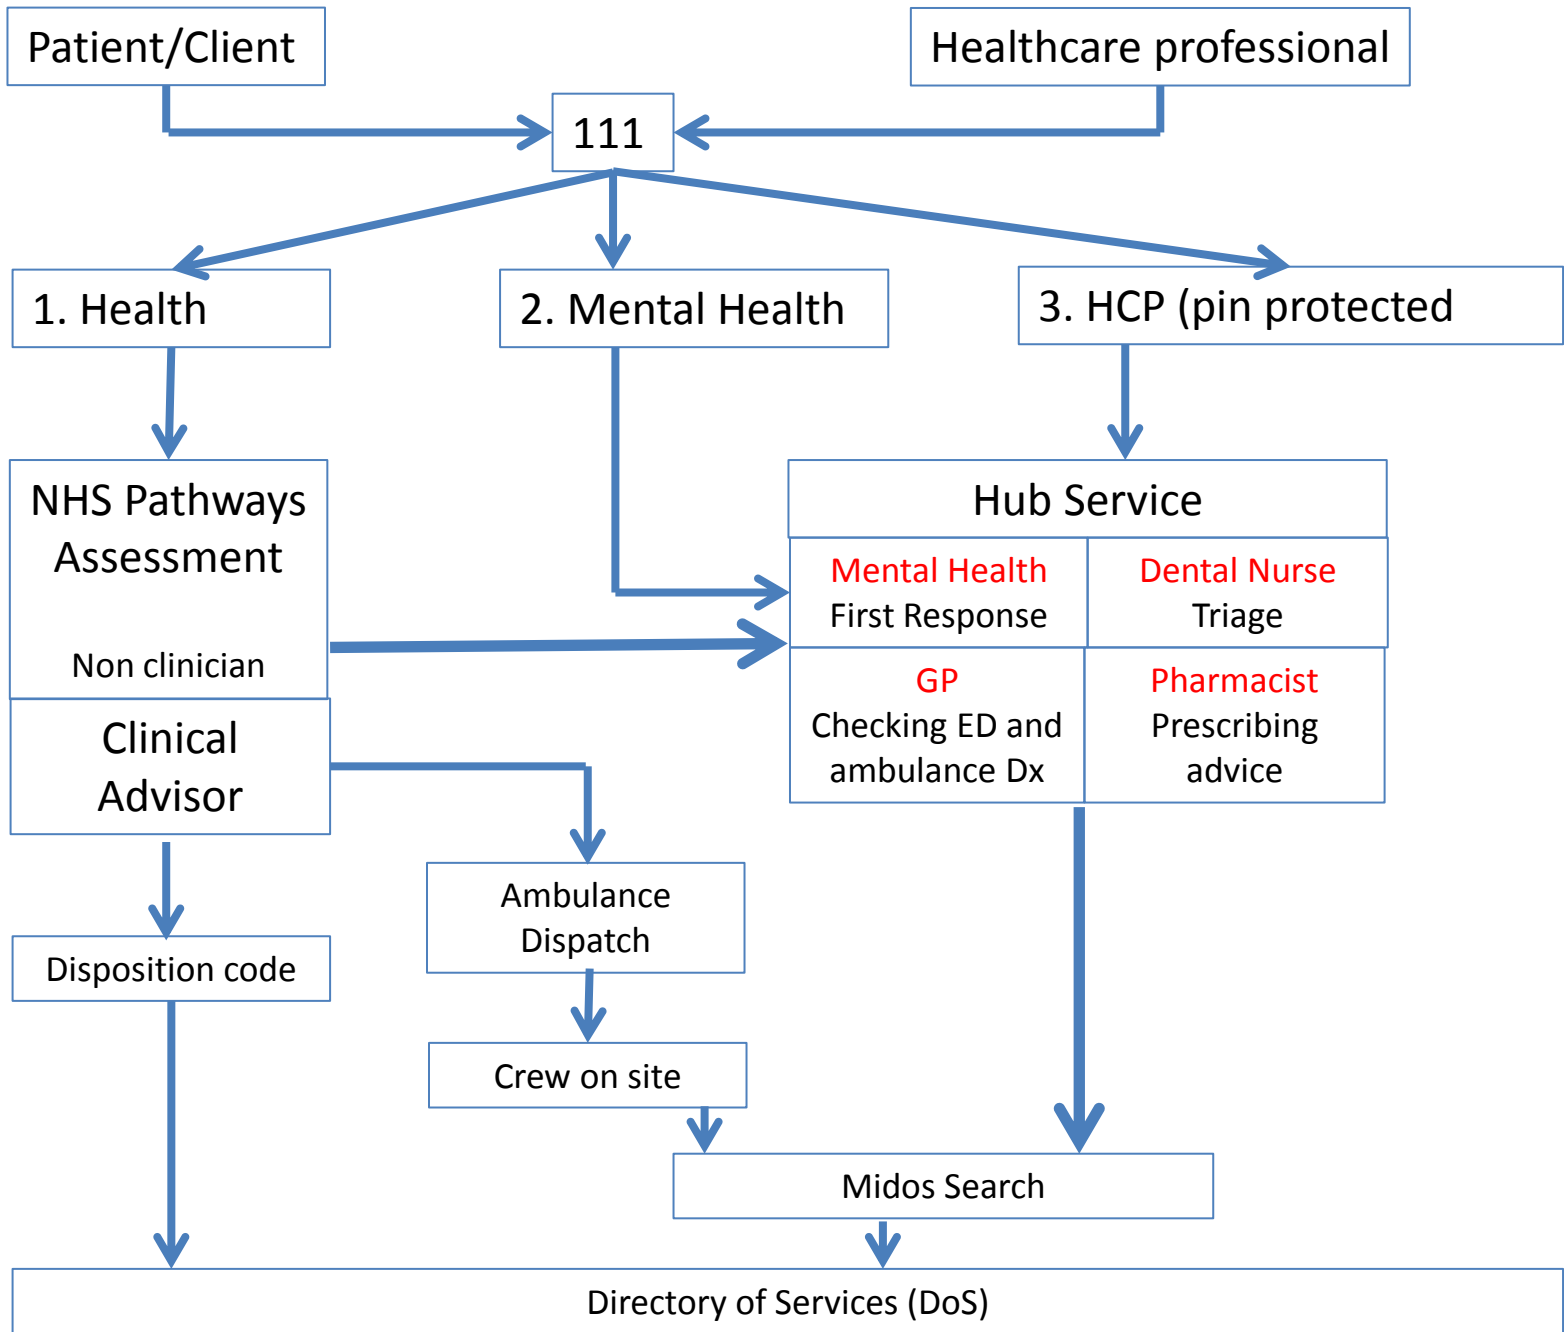 Patient/Client
Healthcare professional
111
1. Health
2. Mental Health
3. HCP (pin protected
NHS Pathways
Assessment
Non clinician
Clinical
Advisor
Hub Service
Mental Health
First Response
Dental Nurse
Triage
GP
Checking ED and
ambulance Dx
Pharmacist
Prescribing
advice
Ambulance
Dispatch
Disposition code
Crew on site
Midos Search
Directory of Services (DoS)